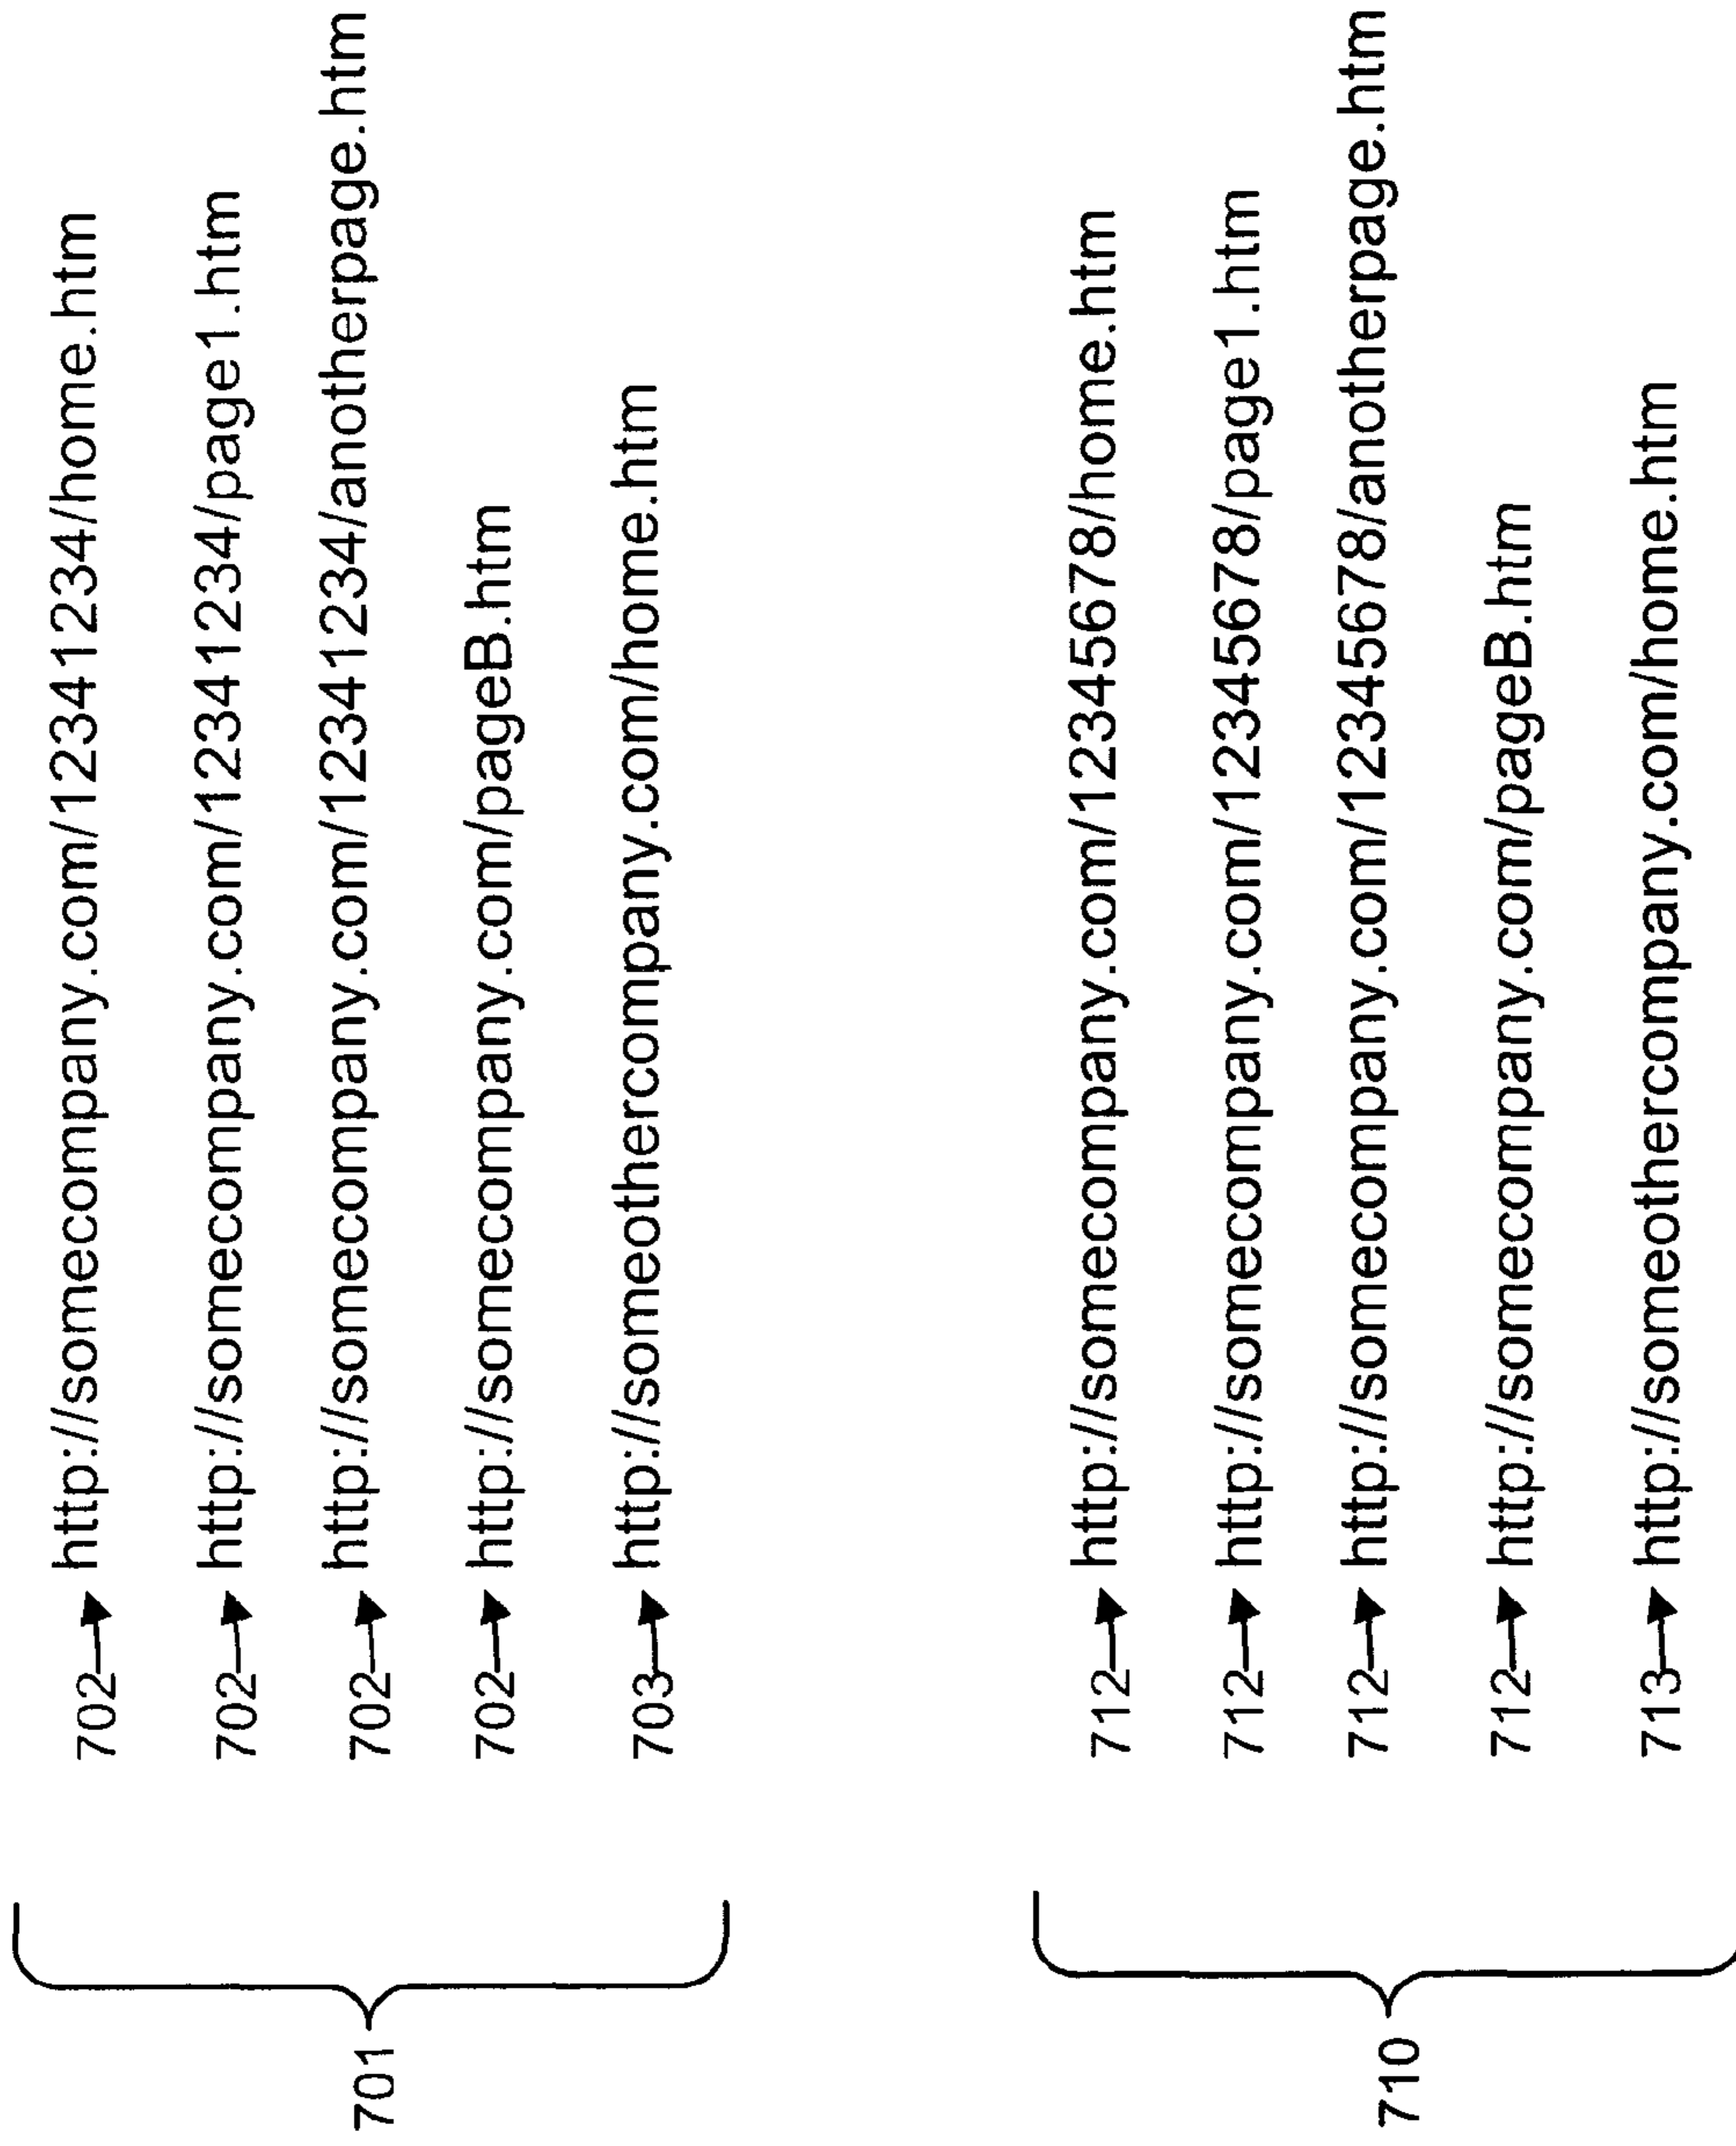 702 http://somecompany.com/12341234/home.htm
702 http://somecompany.com/12341234/page1.htm
701 702 http://somecompany.com/12341234/anotherpage.htm
702 http://somecompany.com/pageB.htm
703 http://someothercompany.com/home.htm
712 http://somecompany.com/12345678/home.htm
712 http://somecompany.com/12345678/page1.htm
710 712 http://somecompany.com/12345678/anotherpage.htm
712 http://somecompany.com/pageB.htm
713 http://someothercompany.com/home.htm